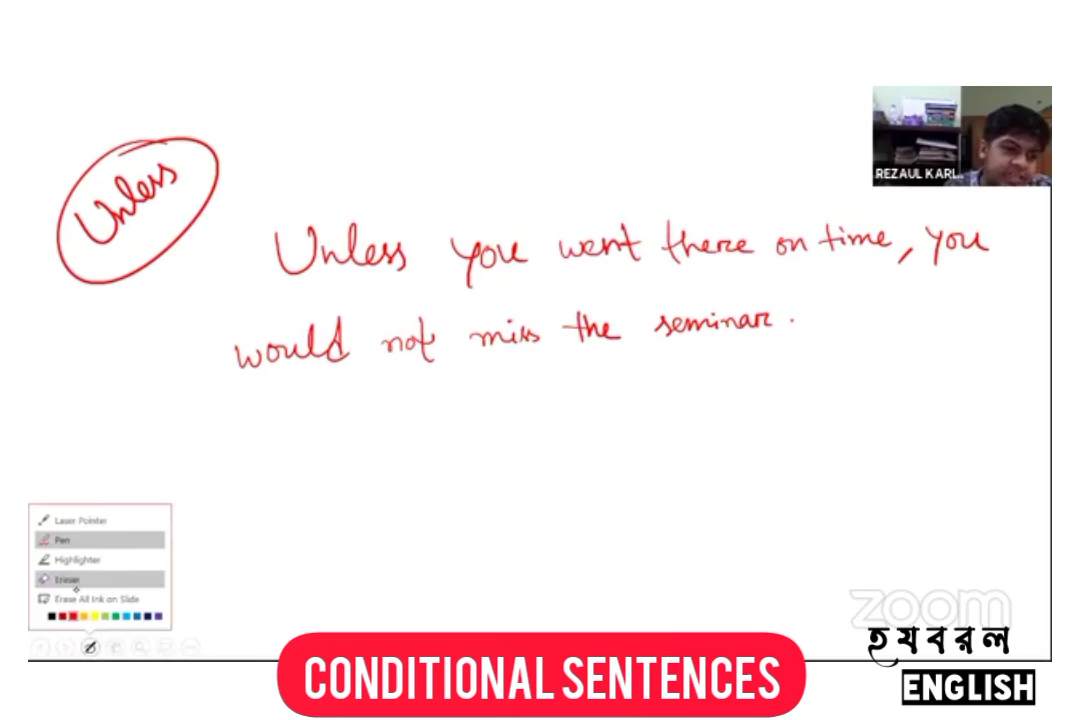 Unless
REZAUL KARI...
Unless you went there on time, you
would not miss the seminar.
Laser Pointer
Pen
Highlighter
Eraser
Erase All Ink on Slide
zoom
হযবরল
ENGLISH
CONDITIONAL SENTENCES